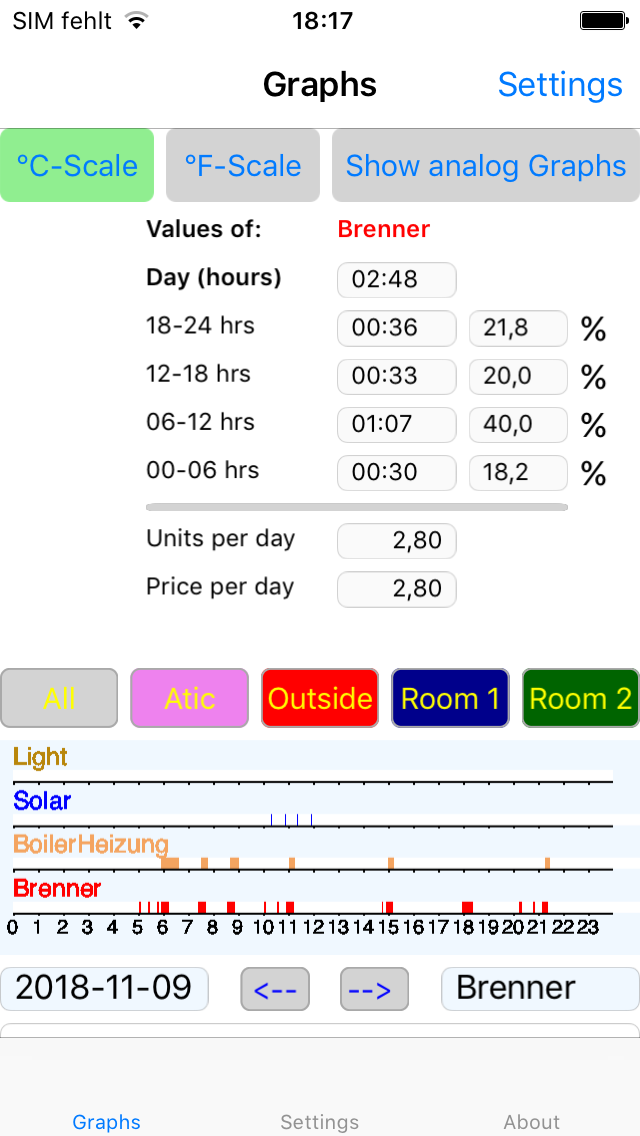 SIM fehlt 18:17
Graphs Settings
°C-Scale °F-Scale Show analog Graphs
Values of: Brenner
Day (hours) 02:48
18-24 hrs 00:36 21,8 %
12-18 hrs 00:33 20,0 %
06-12 hrs 01:07 40,0 %
00-06 hrs 00:30 18,2 %
Units per day 2,80
Price per day 2,80
All Atic Outside Room 1 Room 2
Light
Solar
BoilerHeizung
Brenner
0 1 2 3 4 5 6 7 8 9 10 11 12 13 14 15 16 17 18 19 20 21 22 23
2018-11-09 <-- --> Brenner
Graphs Settings About